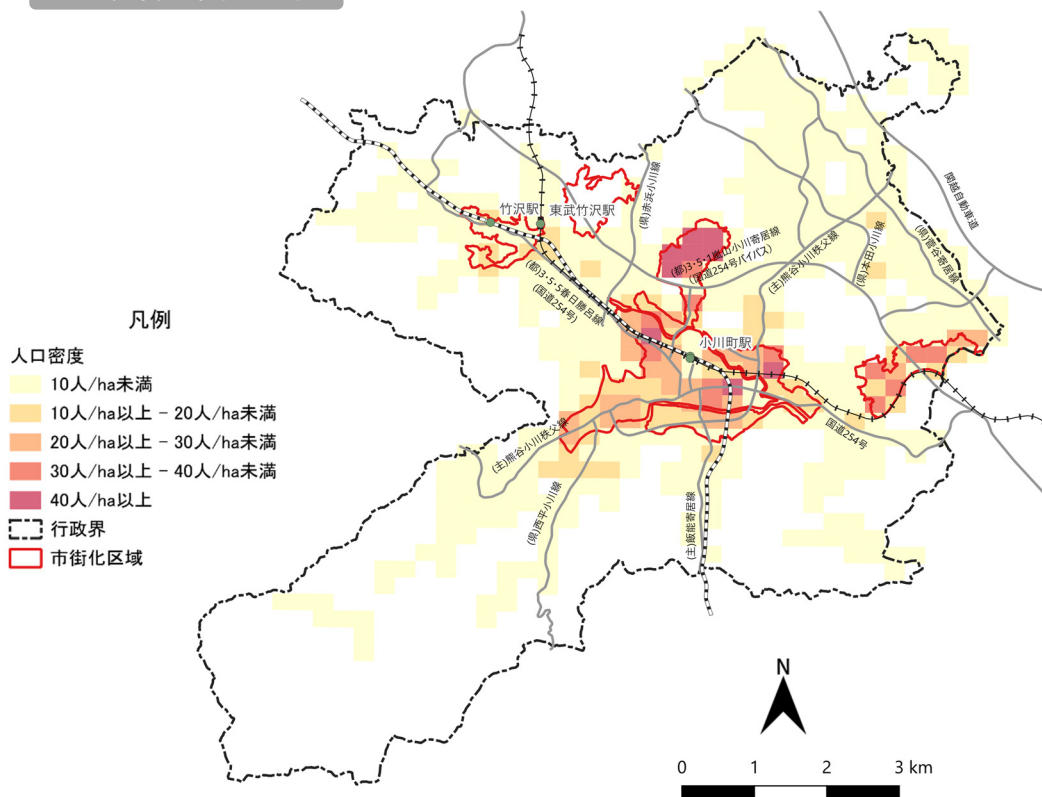 関越自動車道
竹沢駅
東武竹沢駅
(県)赤浜小川線
(都)3・5・1嵐山小川寄居線
(国道254号バイパス)
(主)熊谷小川秩父線
(県)本田小川線
(県)菅谷寄居線
(都)3・5・5春日勝呂線
(国道254号)
小川町駅
凡例
人口密度
10人/ha未満
10人/ha以上 − 20人/ha未満
20人/ha以上 − 30人/ha未満
30人/ha以上 − 40人/ha未満
40人/ha以上
行政界
市街化区域
(主)熊谷小川秩父線
国道254号
(県)西平小川線
(主)飯能寄居線
N
0 1 2 3 km